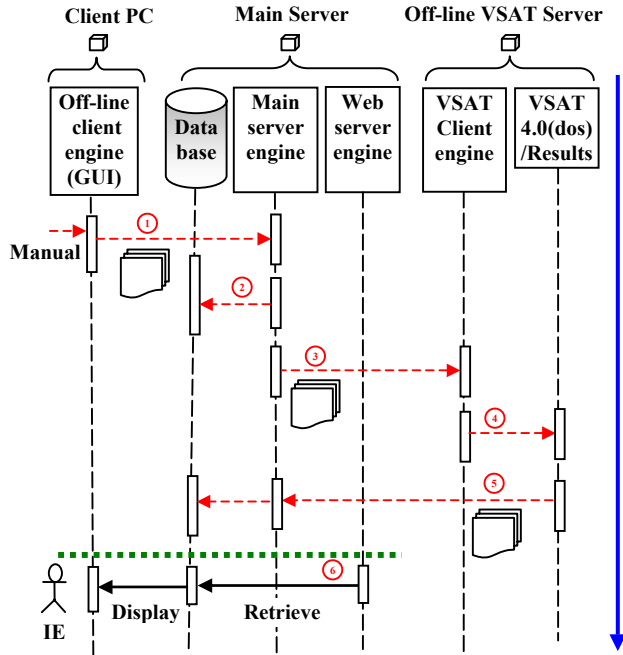 Client PC
Main Server
Off-line VSAT Server
Off-line
client
engine
(GUI)
Data
base
Main
server
engine
Web
server
engine
VSAT
Client
engine
VSAT
4.0(dos)
/Results
Manual
1
2
3
4
5
6
IE
Display
Retrieve